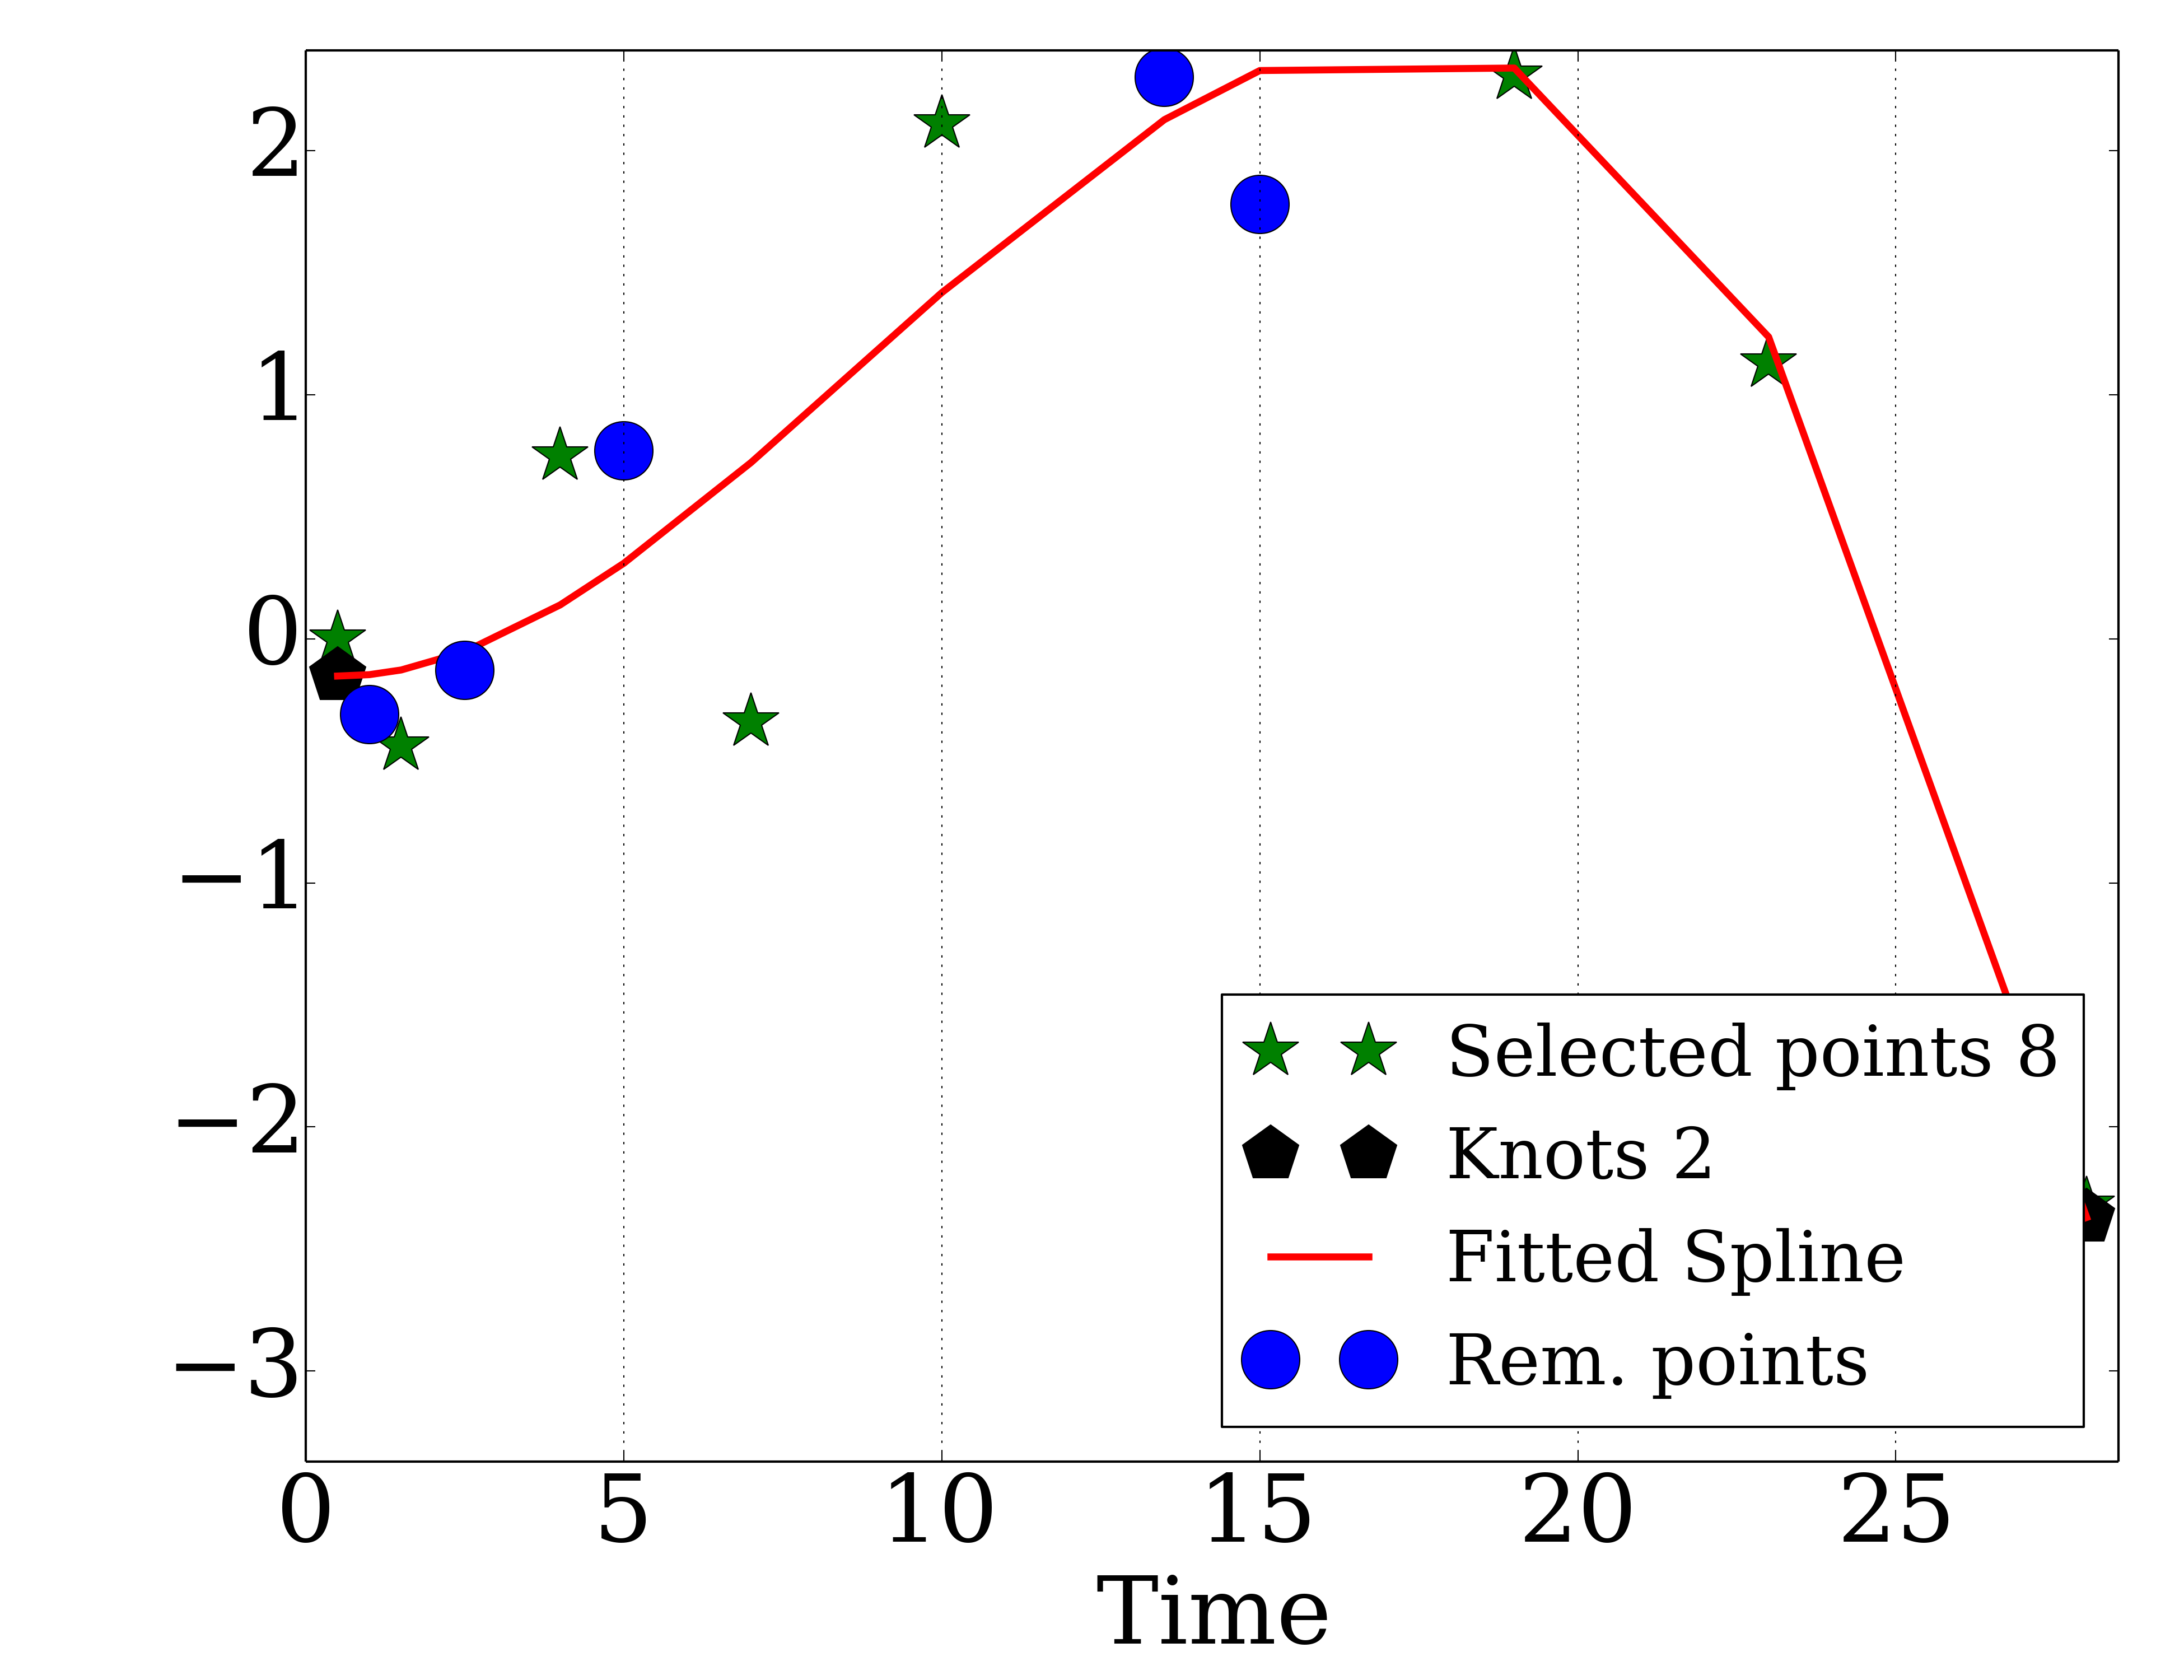 2
1
0
−1
−2
−3
0 5 10 15 20 25
Time
Selected points 8
Knots 2
Fitted Spline
Rem. points